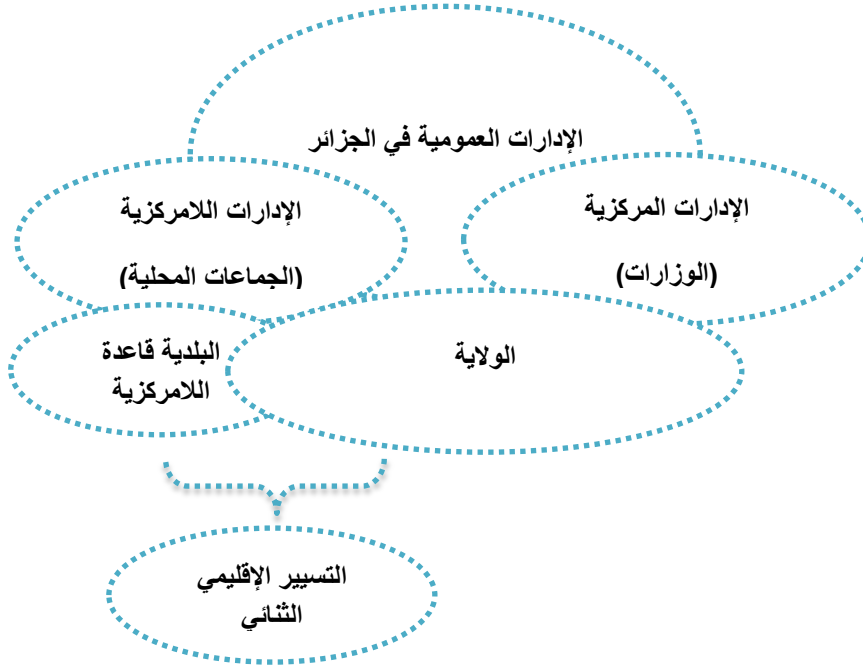 الإدارات العمومية في الجزائر
الإدارات المركزية
(الوزارات)
الإدارات اللامركزية
(الجماعات المحلية)
الولاية
البلدية قاعدة
اللامركزية
التسيير الإقليمي
الثنائي